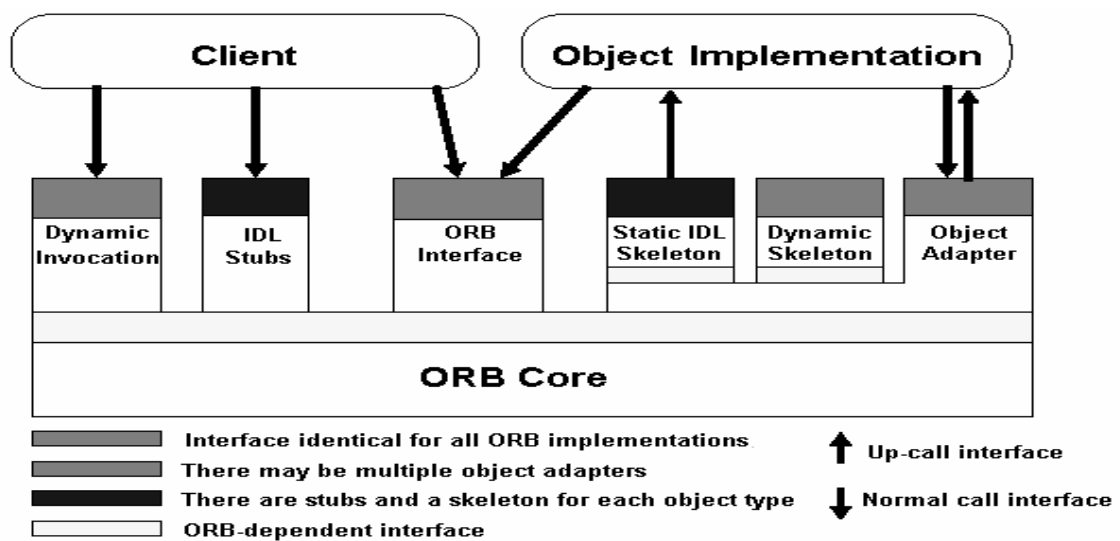 Client
Object Implementation
Dynamic
Invocation
IDL
Stubs
ORB
Interface
Static IDL
Skeleton
Dynamic
Skeleton
Object
Adapter
ORB Core
Interface identical for all ORB implementations
There may be multiple object adapters
There are stubs and a skeleton for each object type
ORB-dependent interface
Up-call interface
Normal call interface